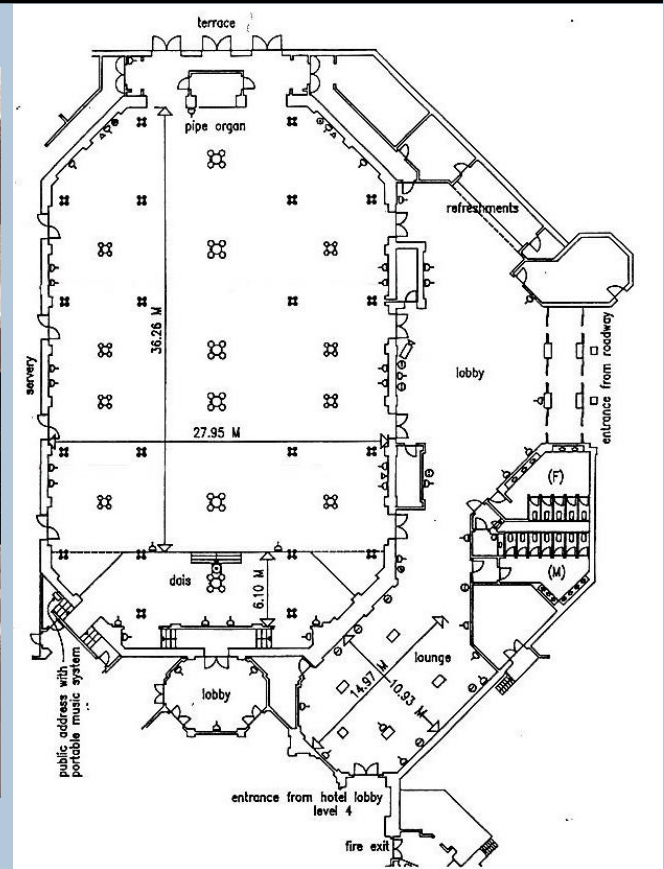 terrace
pipe organ
refreshments
36.26 M
servery
lobby
entrance from roadway
27.95 M
(F)
(M)
dais
6.10 M
lounge
14.97 M
10.93 M
lobby
public address with
portable music system
entrance from hotel lobby
level 4
fire exit